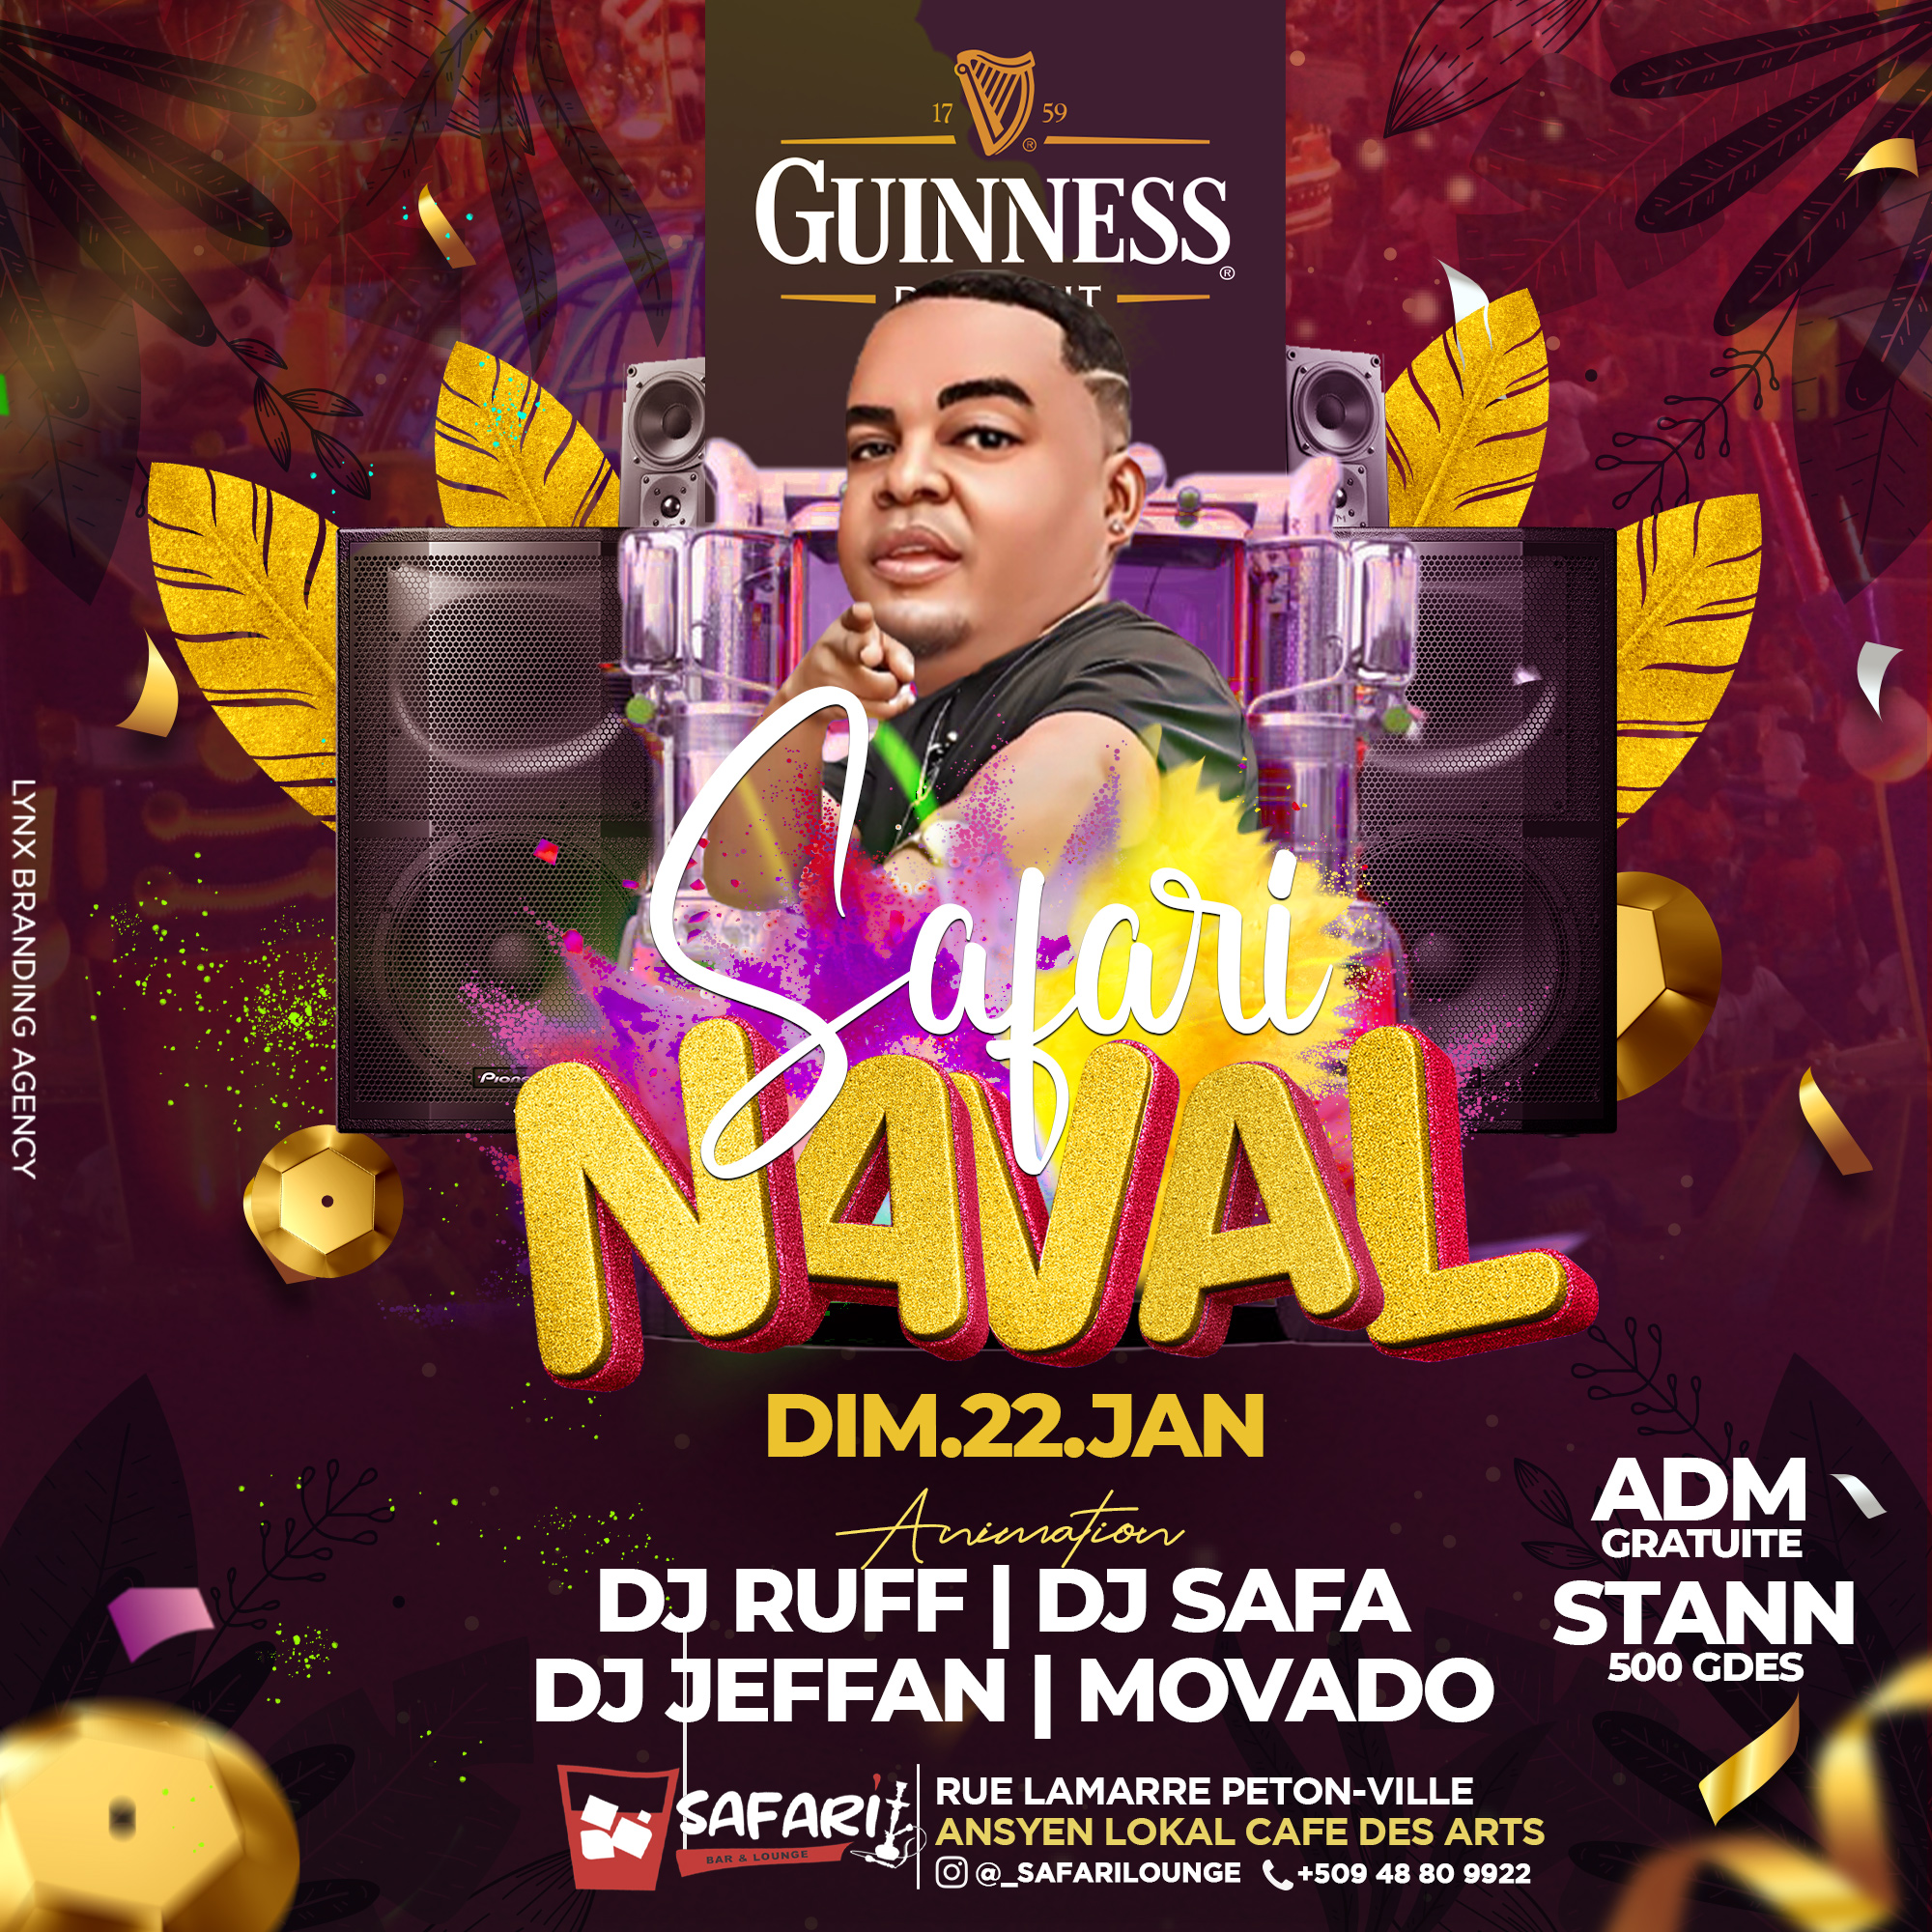 17 59
GUINNESS
Safari
NAVAL
DIM.22.JAN
Animation
DJ RUFF | DJ SAFA
DJ JEFFAN | MOVADO
ADM
GRATUITE
STANN
500 GDES
SAFARI
BAR & LOUNGE
RUE LAMARRE PETON-VILLE
ANSYEN LOKAL CAFE DES ARTS
@_SAFARILOUNGE +509 48 80 9922
LYNX BRANDING AGENCY